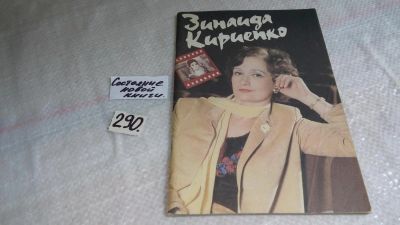 Зинаида
Кириенко
Состояние
новой
книги.
290.